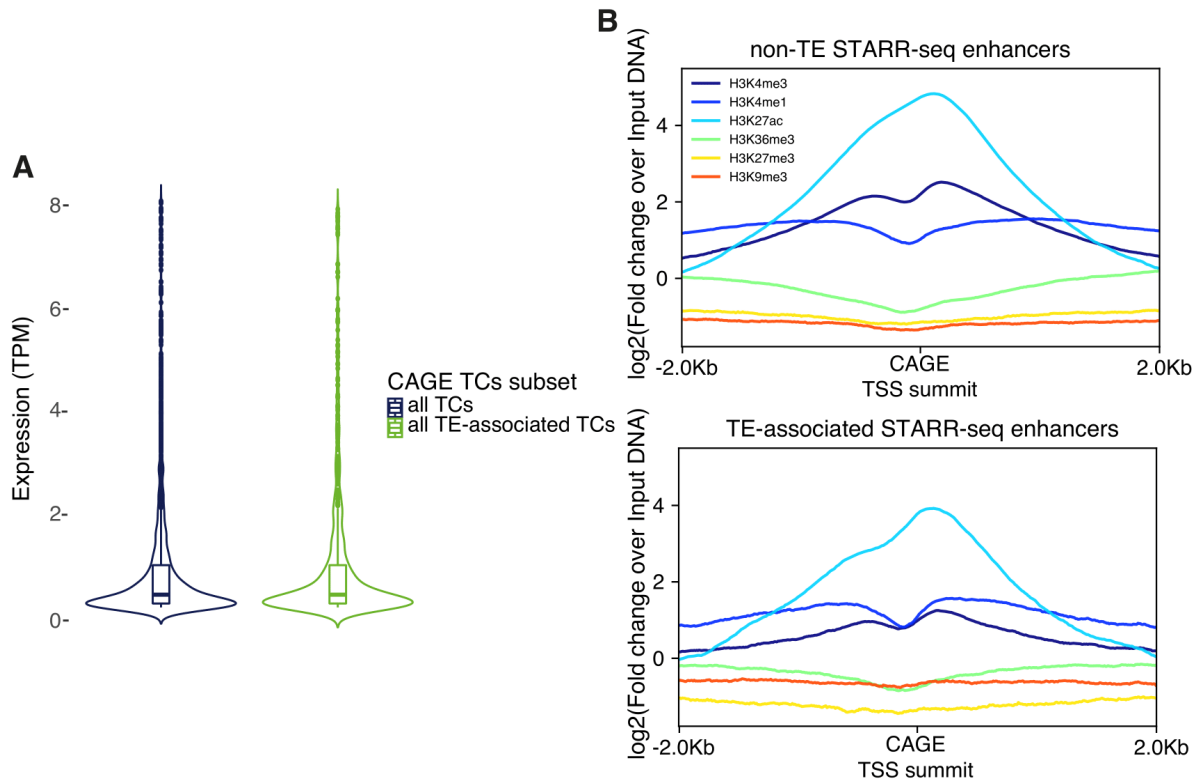 A
8-
6-
4-
2-
0-
Expression (TPM)
CAGE TCs subset
all TCs
all TE-associated TCs
B
non-TE STARR-seq enhancers
log2(Fold change over Input DNA)
4
2
0
H3K4me3
H3K4me1
H3K27ac
H3K36me3
H3K27me3
H3K9me3
-2.0Kb
CAGE
TSS summit
2.0Kb
TE-associated STARR-seq enhancers
log2(Fold change over Input DNA)
4
2
0
-2.0Kb
CAGE
TSS summit
2.0Kb